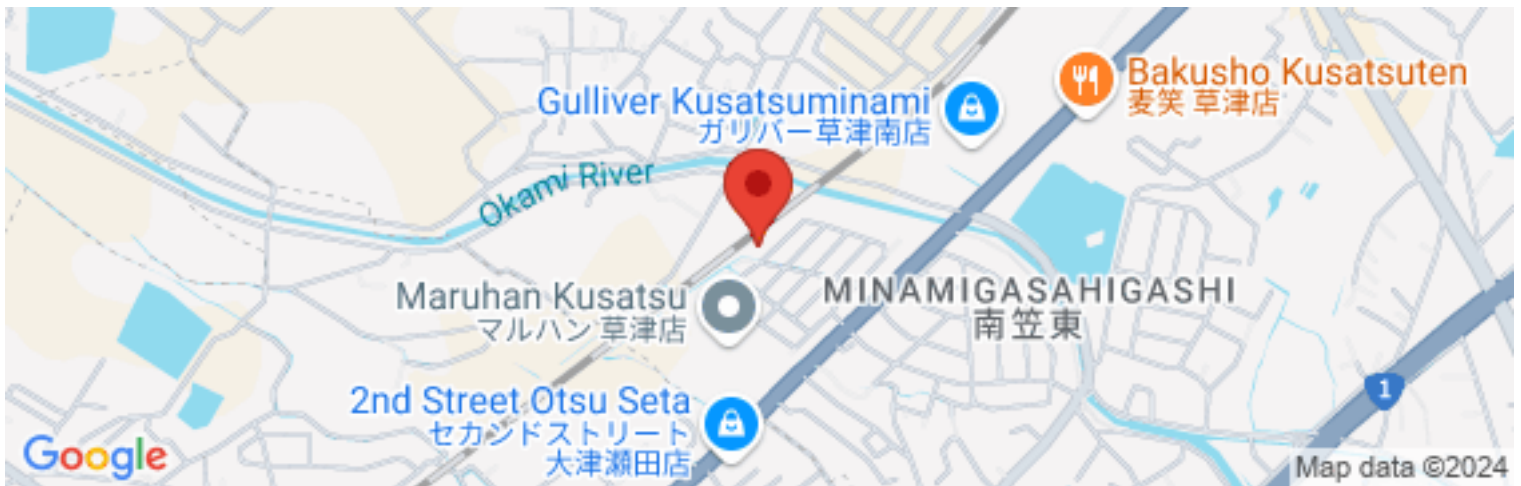 Bakusho Kusatsuten
麦笑 草津店
Gulliver Kusatsuminami
ガリバー草津南店
Okami River
Maruhan Kusatsu
マルハン 草津店
MINAMIGASAHIGASHI
南笠東
1
2nd Street Otsu Seta
セカンドストリート
大津瀬田店
Google
Map data ©2024